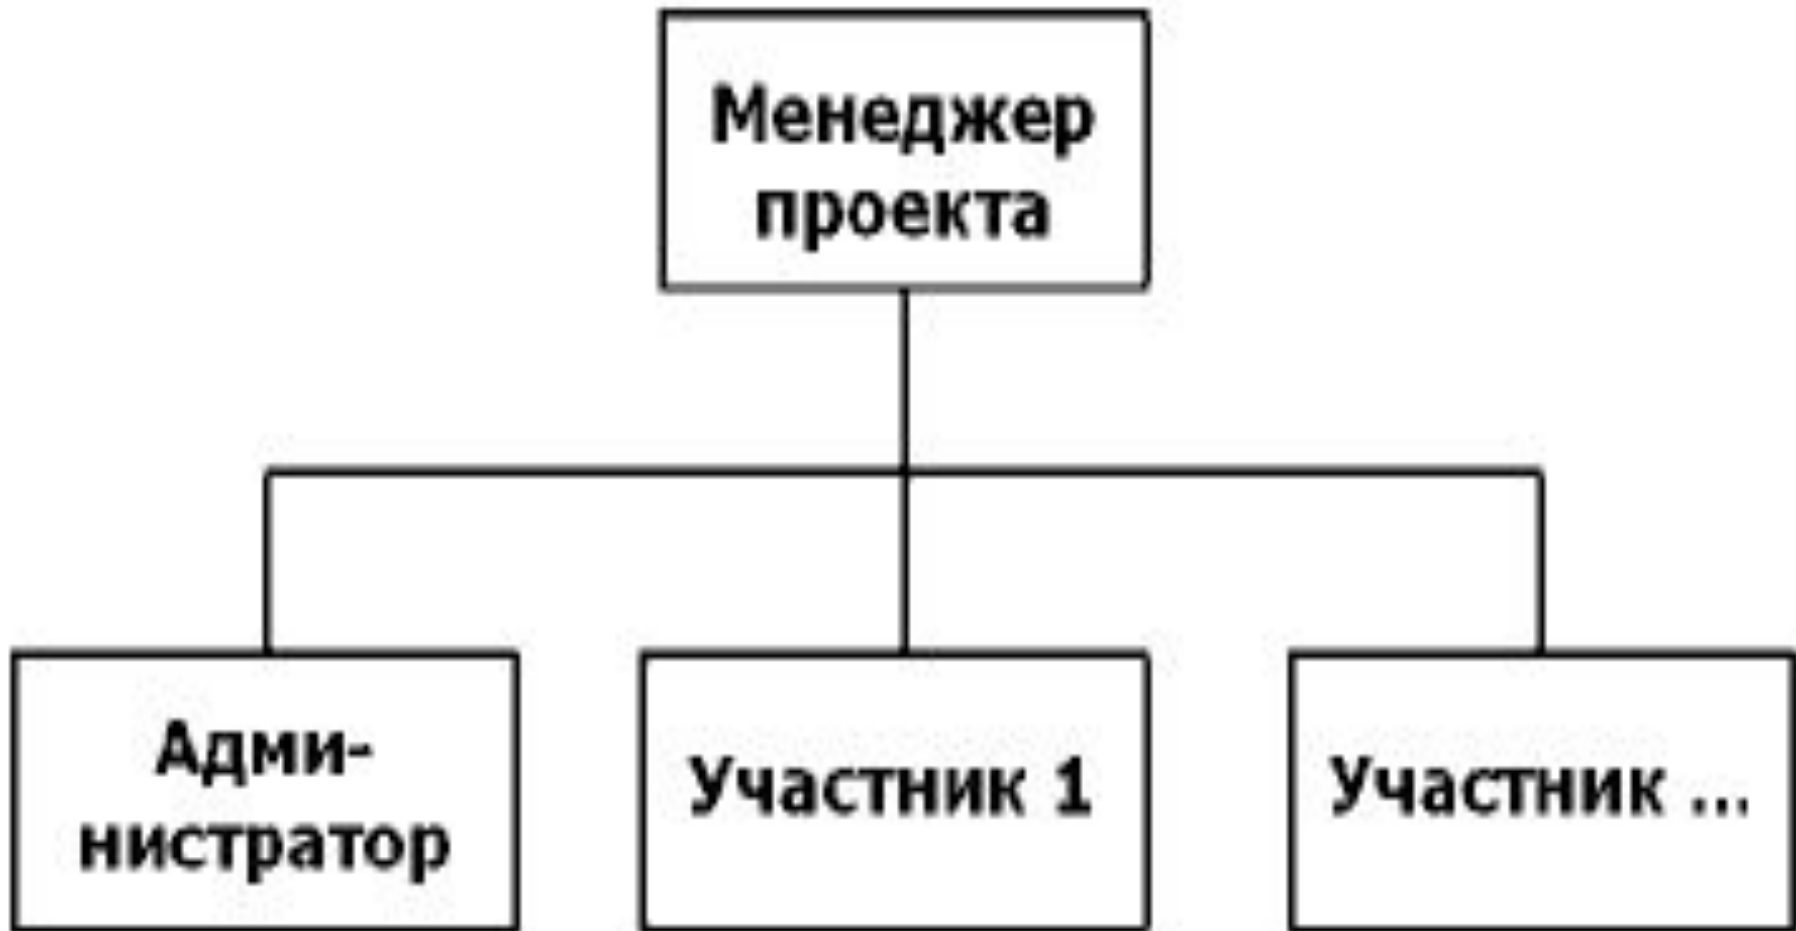 Менеджер
проекта
Адми-
нистратор
Участник 1
Участник ...